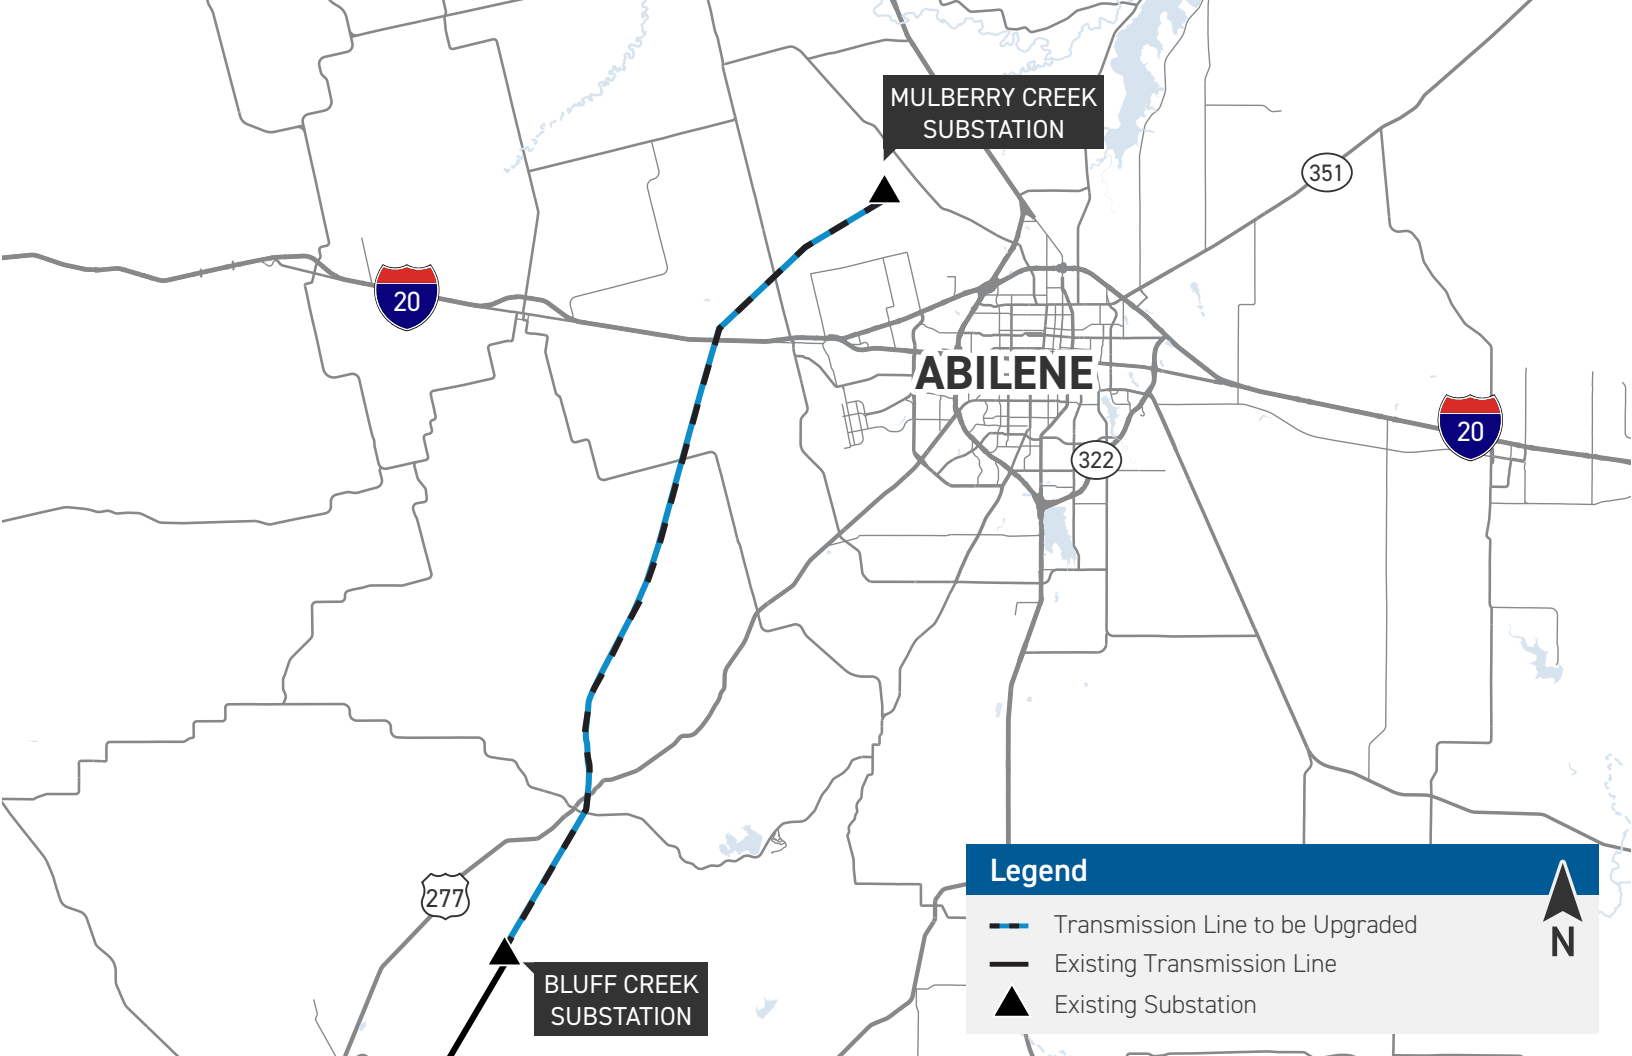 MULBERRY CREEK
SUBSTATION
351
20
ABILENE
20
322
277
BLUFF CREEK
SUBSTATION
Legend
Transmission Line to be Upgraded
Existing Transmission Line
Existing Substation
N